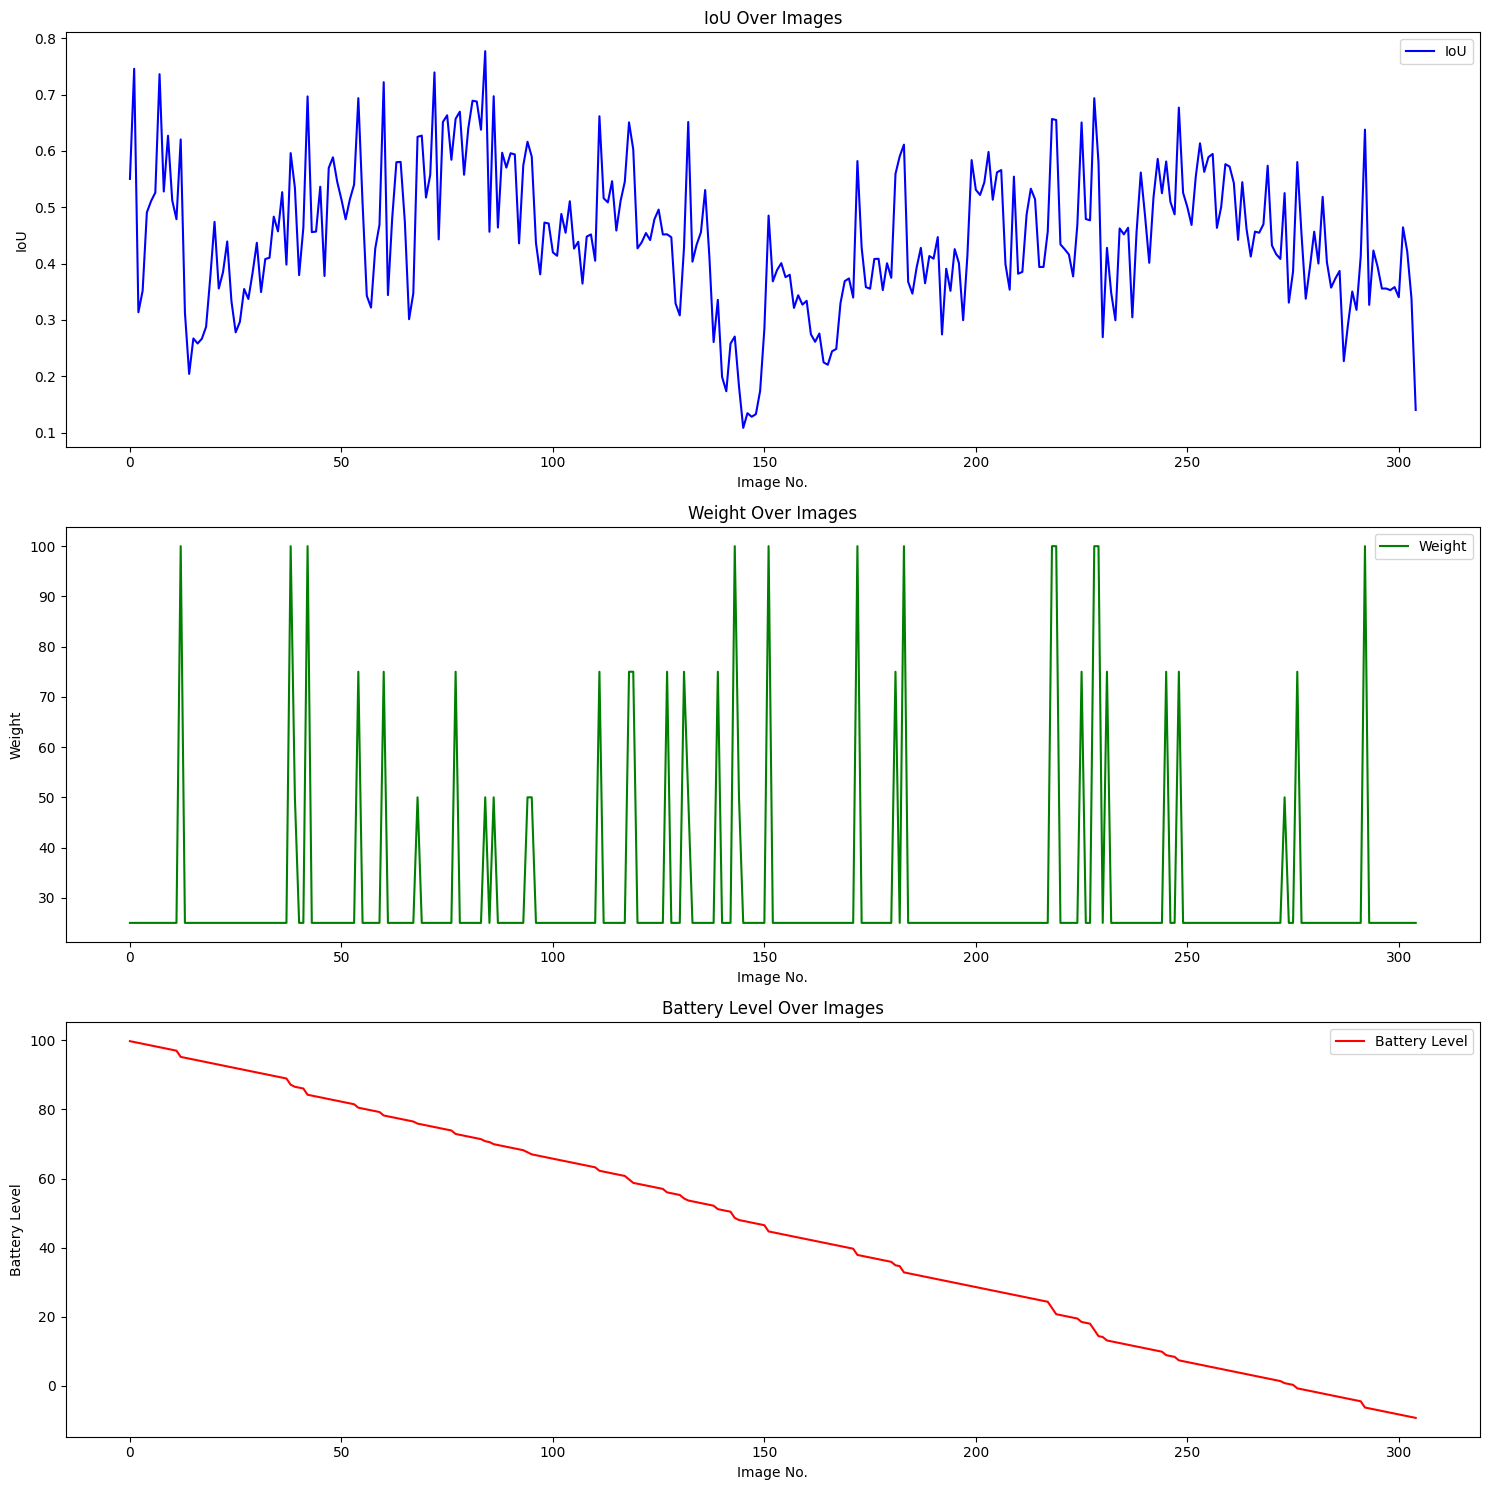 IoU Over Images
IoU
0.8
0.7
0.6
0.5
0.4
0.3
0.2
0.1
IoU
0 50 100 150 200 250 300
Image No.
Weight Over Images
Weight
100
90
80
70
60
50
40
30
Weight
0 50 100 150 200 250 300
Image No.
Battery Level Over Images
Battery Level
100
80
60
40
20
0
Battery Level
0 50 100 150 200 250 300
Image No.